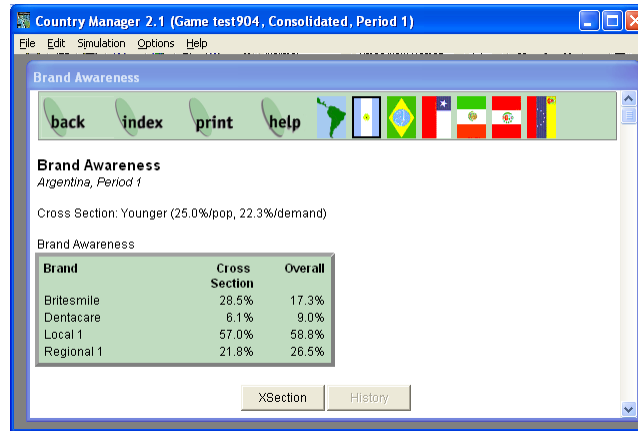 Country Manager 2.1 (Game test904, Consolidated, Period 1)
File Edit Simulation Options Help
Brand Awareness
back index print help
Brand Awareness
Argentina, Period 1
Cross Section: Younger (25.0%/pop, 22.3%/demand)
Brand Awareness
Brand Cross Section Overall
Britesmile 28.5% 17.3%
Dentacare 6.1% 9.0%
Local 1 57.0% 58.8%
Regional 1 21.8% 26.5%
XSection History